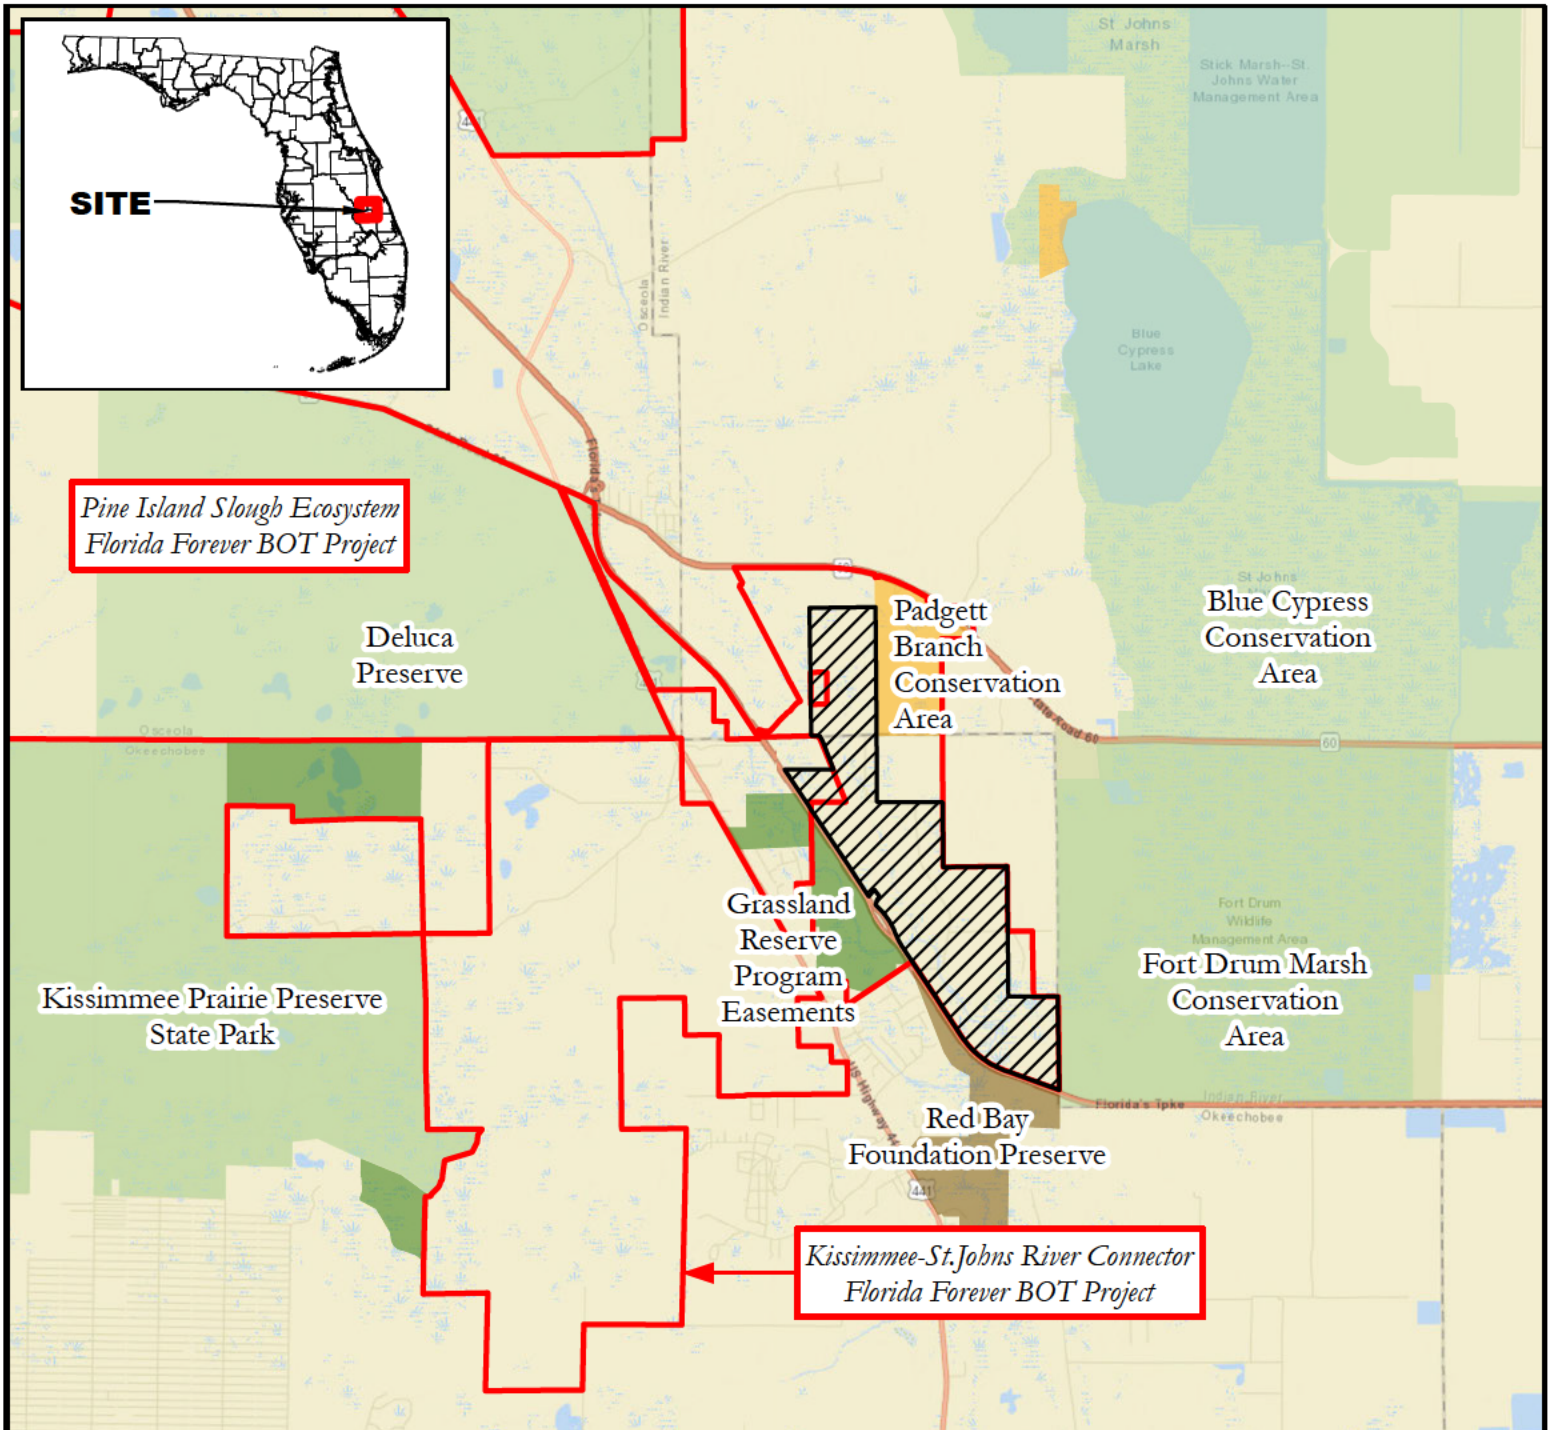 SITE
441
St Johns
Marsh
Stick Marsh--St.
Johns Water
Management Area
Osceola
Indian River
Blue
Cypress
Lake
Pine Island Slough Ecosystem
Florida Forever BOT Project
60
St Johns
Padgett
Branch
Conservation
Area
Blue Cypress
Conservation
Area
Deluca
Preserve
State Road 60
60
Osceola
Okeechobee
Grassland
Reserve
Program
Easements
Fort Drum
Wildlife
Management Area
Fort Drum Marsh
Conservation
Area
Kissimmee Prairie Preserve
State Park
US Highway 44
Florida's Tpke
Indian River
Okeechobee
Red Bay
Foundation Preserve
441
Kissimmee-St.Johns River Connector
Florida Forever BOT Project